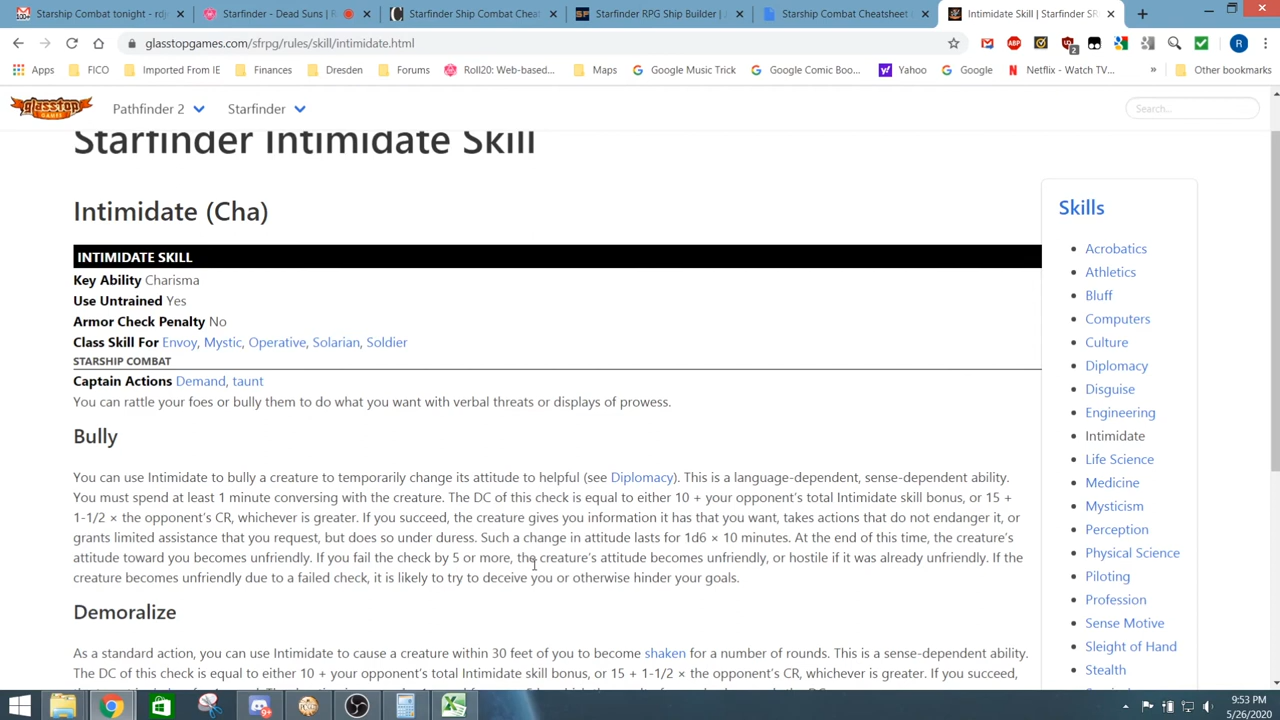 Starship Combat tonight - rdj
Starfinder - Dead Suns | R
Starfinder Ship Combat Cheat
Starfinder RPG Ship Builder | 2
Starship Combat Cheatsheet
Intimidate Skill | Starfinder SR
glasstopgames.com/sfrpg/rules/skill/intimidate.html
Apps FICO Imported From IE Finances Dresden Forums Roll20: Web-based... Maps Google Music Trick Google Comic Boo... Yahoo Google Netflix - Watch TV... » Other bookmarks
glasstop GAMES Pathfinder 2 Starfinder Search...
Starfinder Intimidate Skill
Intimidate (Cha)
INTIMIDATE SKILL
Key Ability Charisma
Use Untrained Yes
Armor Check Penalty No
Class Skill For Envoy, Mystic, Operative, Solarian, Soldier
STARSHIP COMBAT
Captain Actions Demand, taunt
You can rattle your foes or bully them to do what you want with verbal threats or displays of prowess.
Bully
You can use Intimidate to bully a creature to temporarily change its attitude to helpful (see Diplomacy). This is a language-dependent, sense-dependent ability.
You must spend at least 1 minute conversing with the creature. The DC of this check is equal to either 10 + your opponent's total Intimidate skill bonus, or 15 +
1-1/2 × the opponent's CR, whichever is greater. If you succeed, the creature gives you information it has that you want, takes actions that do not endanger it, or
grants limited assistance that you request, but does so under duress. Such a change in attitude lasts for 1d6 × 10 minutes. At the end of this time, the creature's
attitude toward you becomes unfriendly. If you fail the check by 5 or more, the creature's attitude becomes unfriendly, or hostile if it was already unfriendly. If the
creature becomes unfriendly due to a failed check, it is likely to try to deceive you or otherwise hinder your goals.
Demoralize
As a standard action, you can use Intimidate to cause a creature within 30 feet of you to become shaken for a number of rounds. This is a sense-dependent ability.
The DC of this check is equal to either 10 + your opponent's total Intimidate skill bonus, or 15 + 1-1/2 × the opponent's CR, whichever is greater. If you succeed,
Skills
Acrobatics
Athletics
Bluff
Computers
Culture
Diplomacy
Disguise
Engineering
Intimidate
Life Science
Medicine
Mysticism
Perception
Physical Science
Piloting
Profession
Sense Motive
Sleight of Hand
Stealth
9:53 PM
5/26/2020